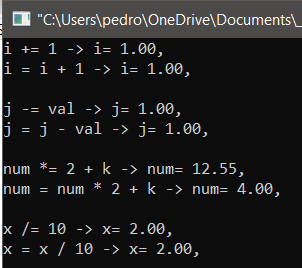 "C:\Users\pedro\OneDrive\Documents\_
i += 1 -> i= 1.00,
i = i + 1 -> i= 1.00,
j -= val -> j= 1.00,
j = j - val -> j= 1.00,
num *= 2 + k -> num= 12.55,
num = num * 2 + k -> num= 4.00,
x /= 10 -> x= 2.00,
x = x / 10 -> x= 2.00,